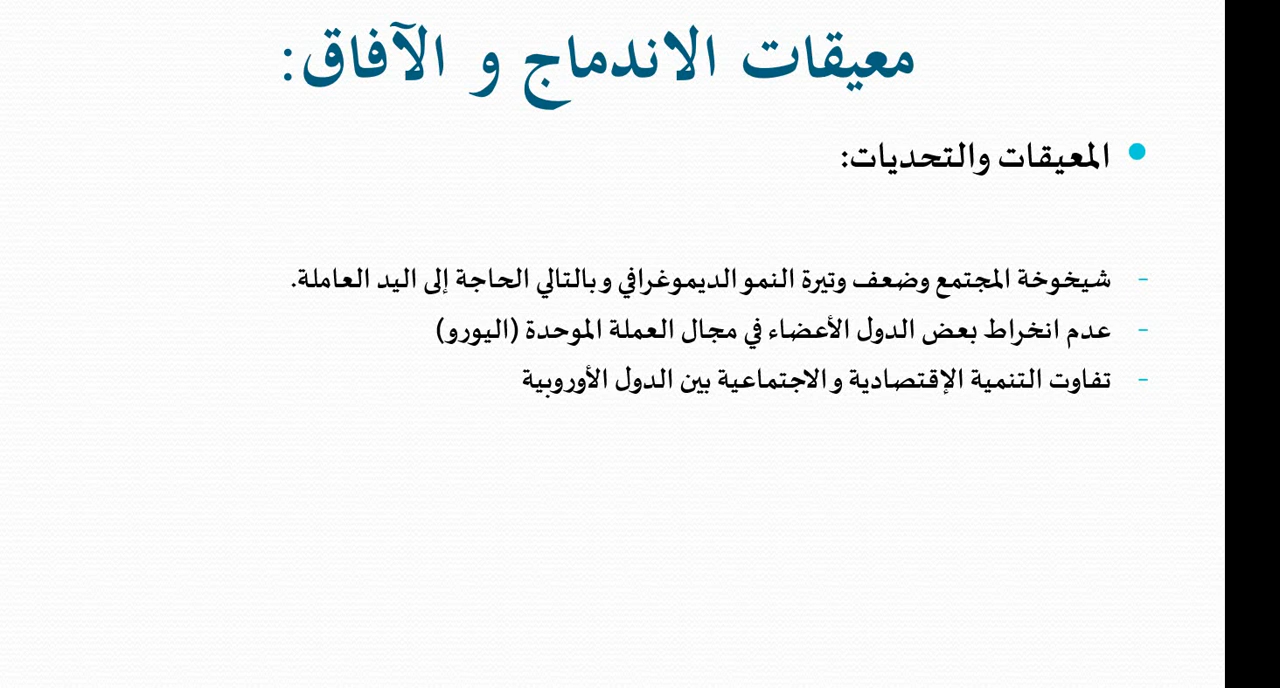 معيقات الاندماج و الآفاق:
• المعيقات والتحديات:
- شيخوخة المجتمع وضعف وتيرة النمو الديموغرافي و بالتالي الحاجة إلى اليد العاملة.
- عدم انخراط بعض الدول الأعضاء في مجال العملة الموحدة (اليورو)
- تفاوت التنمية الإقتصادية و الاجتماعية بين الدول الأوروبية